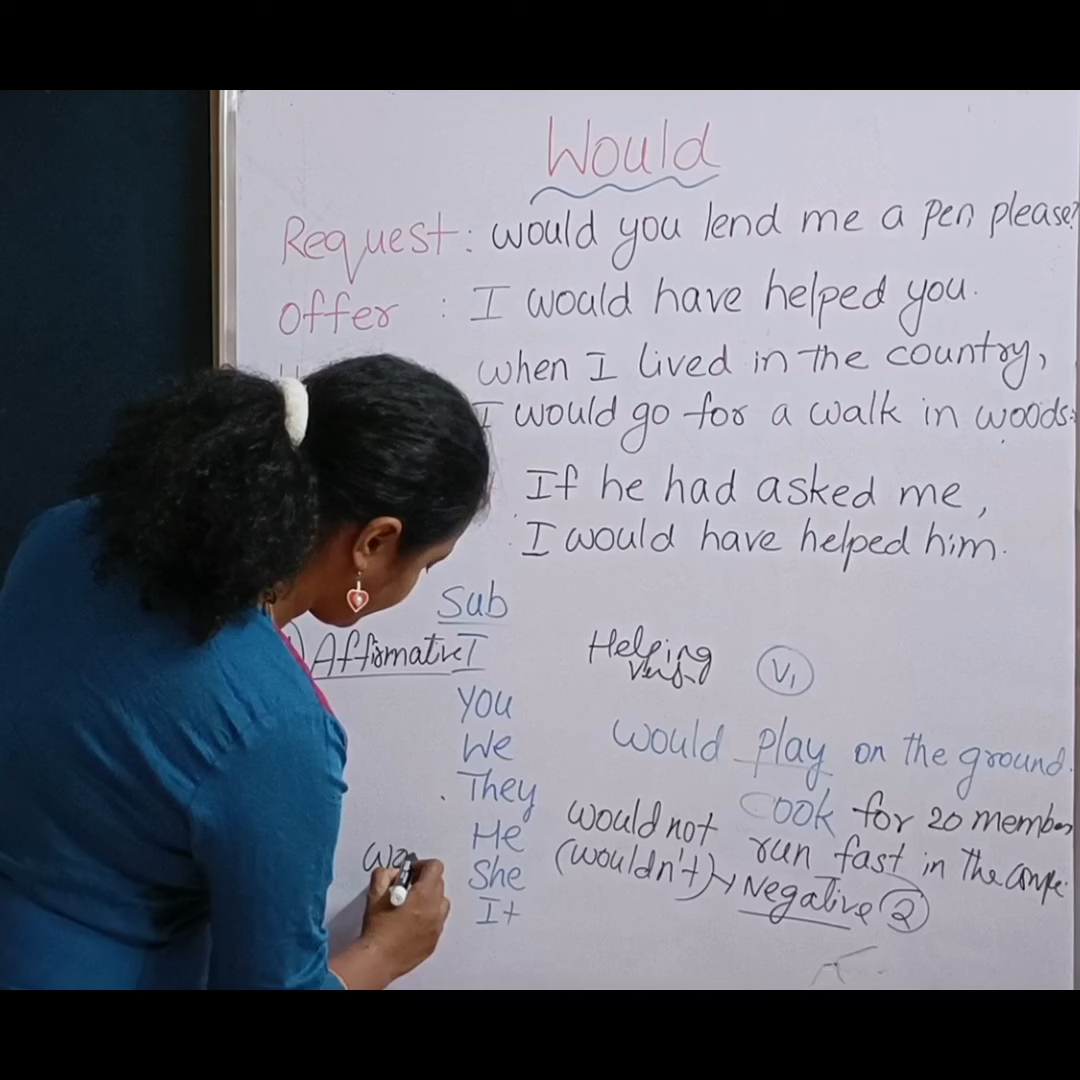 Would
Request : would you lend me a pen please?
offer : I would have helped you.
when I lived in the country,
I would go for a walk in woods.
If he had asked me,
I would have helped him.
Sub
Affirmative I Helping V1
Verb
You
We would play on the ground.
They cook for 20 members
He would not run fast in the
She (wouldn't) → Negative 2
It